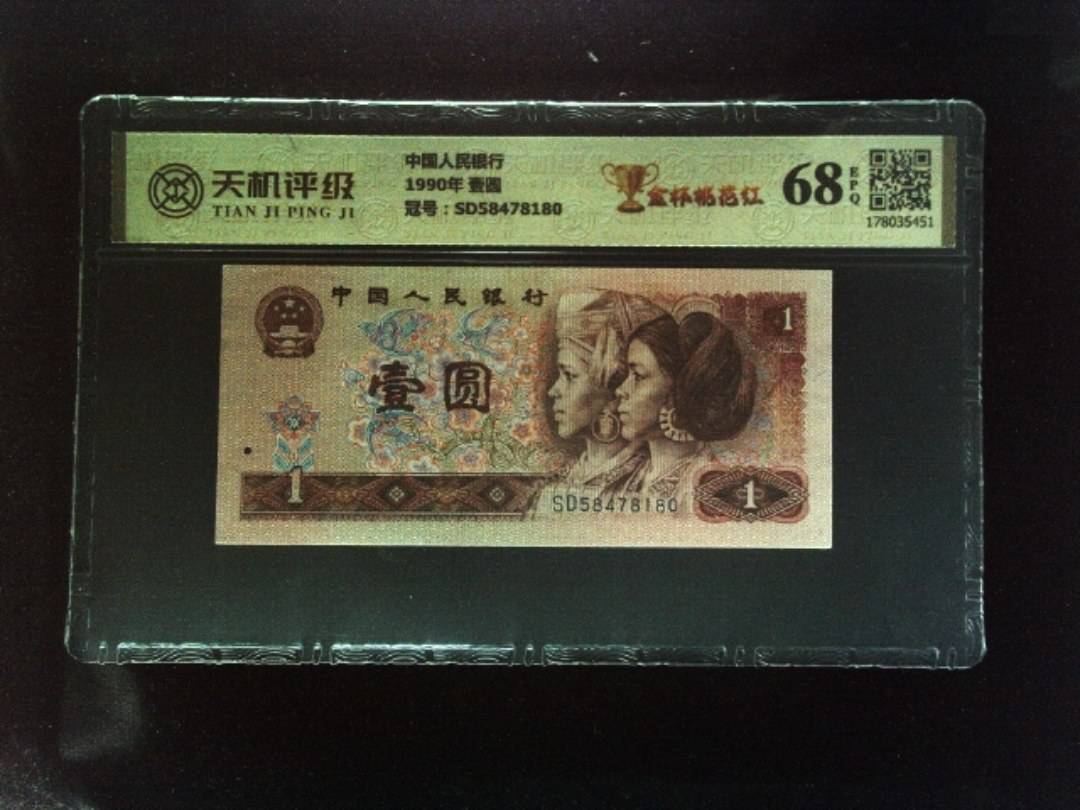 天机评级
TIAN JI PING JI
中国人民银行
1990年 壹圆
冠号：SD58478180
金杯桃花红
68 EPQ
178035451
中国人民银行
1
壹圆
1
SD58478180
1